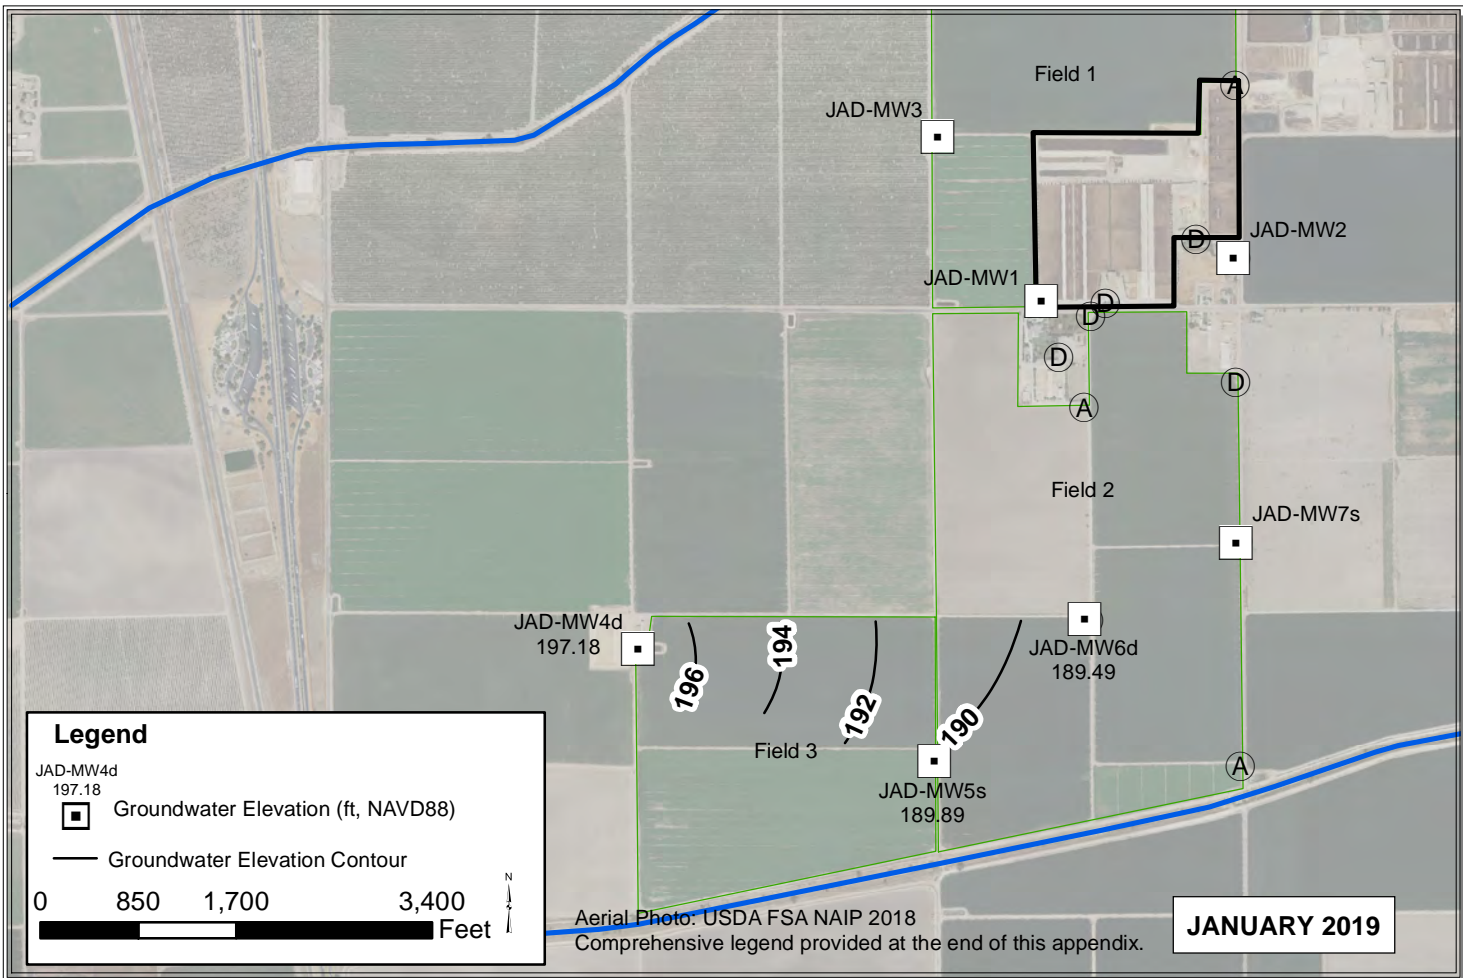 Field 1
A
JAD-MW3
D
JAD-MW2
JAD-MW1
D
D
D
D
A
Field 2
JAD-MW7s
JAD-MW4d
197.18
196
194
192
190
JAD-MW6d
189.49
Field 3
A
JAD-MW5s
189.89
Legend
JAD-MW4d
197.18
Groundwater Elevation (ft, NAVD88)
Groundwater Elevation Contour
0 850 1,700 3,400
Feet
N
Aerial Photo: USDA FSA NAIP 2018
Comprehensive legend provided at the end of this appendix.
JANUARY 2019